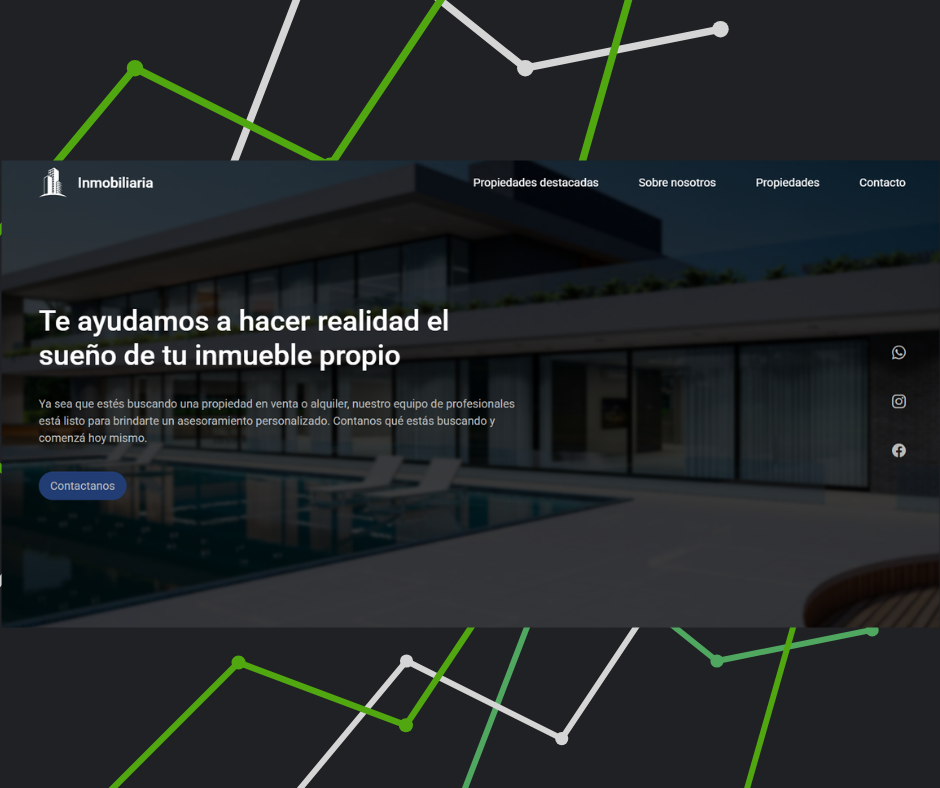 Inmobiliaria
Propiedades destacadas Sobre nosotros Propiedades Contacto
Te ayudamos a hacer realidad el
sueño de tu inmueble propio
Ya sea que estés buscando una propiedad en venta o alquiler, nuestro equipo de profesionales
está listo para brindarte un asesoramiento personalizado. Contanos qué estás buscando y
comenzá hoy mismo.
Contactanos